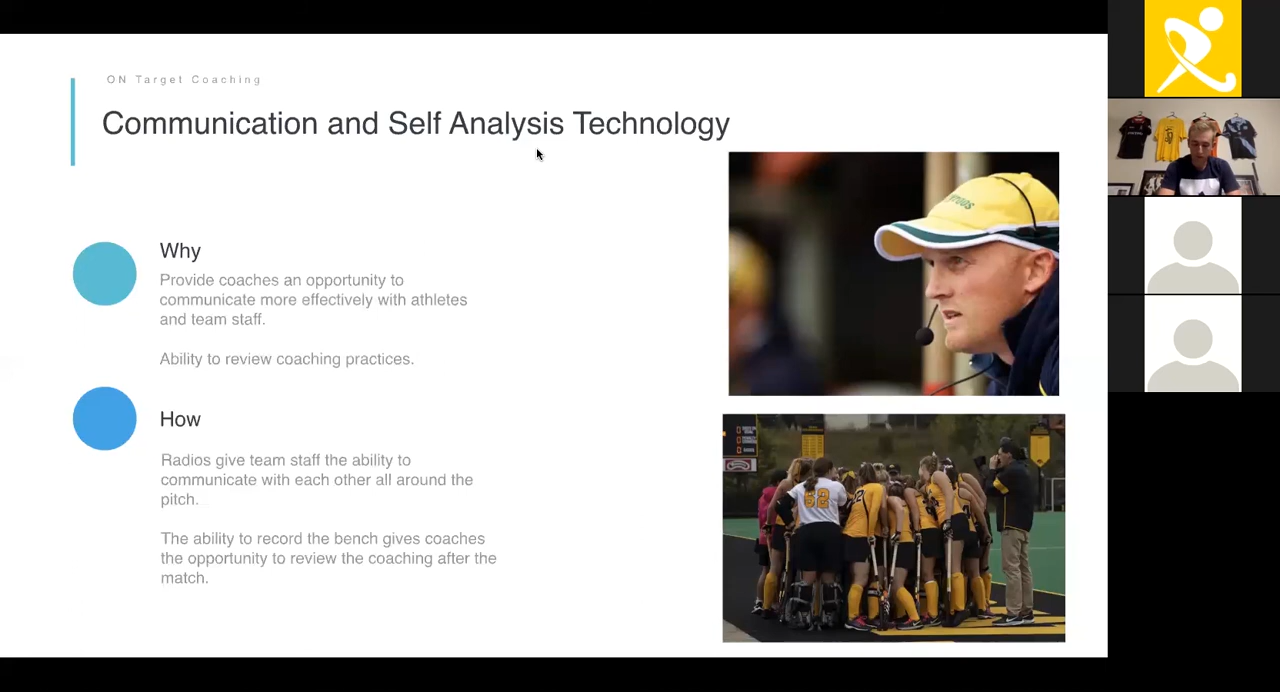 ON Target Coaching
Communication and Self Analysis Technology
Why
Provide coaches an opportunity to
communicate more effectively with athletes
and team staff.
Ability to review coaching practices.
How
Radios give team staff the ability to
communicate with each other all around the
pitch.
The ability to record the bench gives coaches
the opportunity to review the coaching after the
match.
52